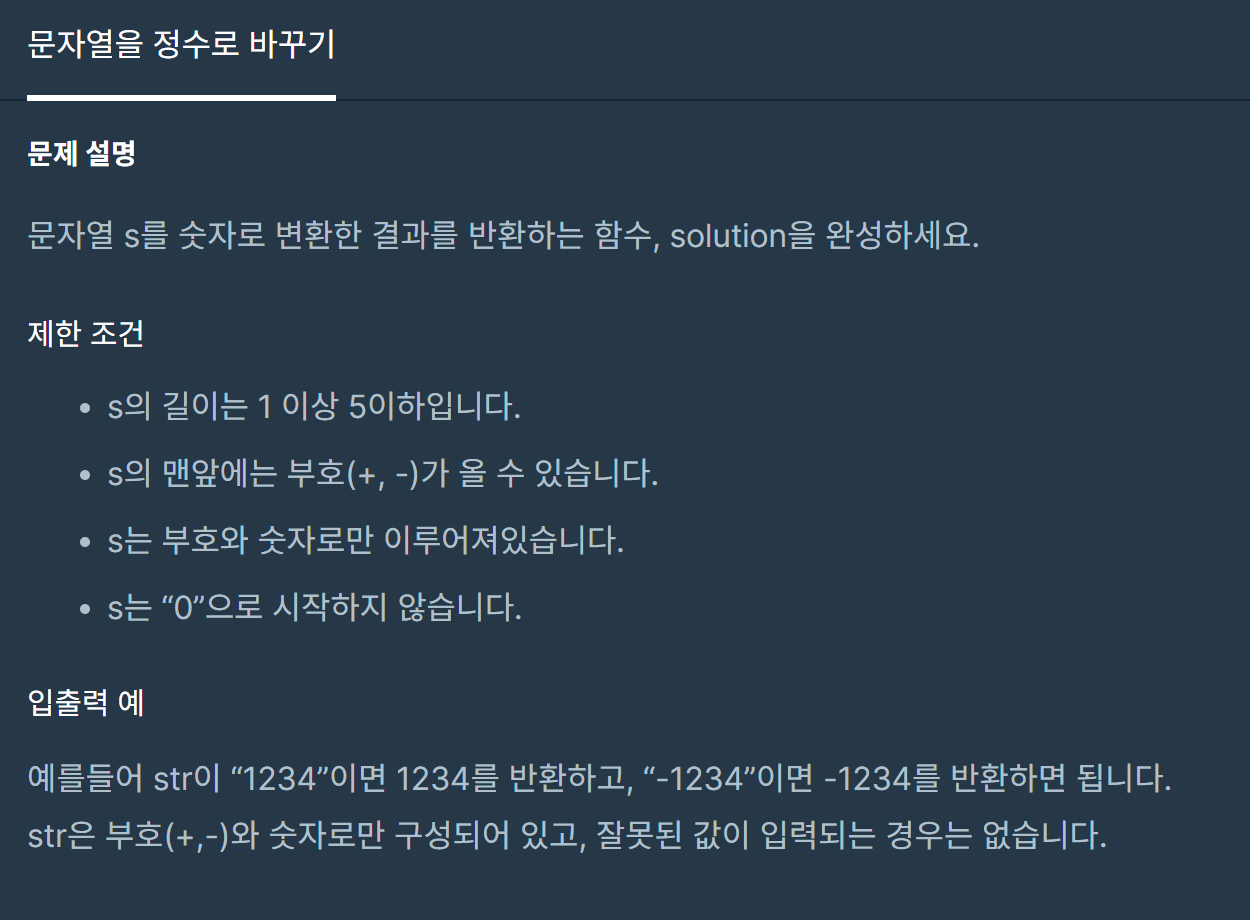 문자열을 정수로 바꾸기
문제 설명
문자열 s를 숫자로 변환한 결과를 반환하는 함수, solution을 완성하세요.
제한 조건
• s의 길이는 1 이상 5이하입니다.
• s의 맨앞에는 부호(+, -)가 올 수 있습니다.
• s는 부호와 숫자로만 이루어져있습니다.
• s는 “0”으로 시작하지 않습니다.
입출력 예
예를들어 str이 “1234”이면 1234를 반환하고, “-1234”이면 -1234를 반환하면 됩니다.
str은 부호(+,-)와 숫자로만 구성되어 있고, 잘못된 값이 입력되는 경우는 없습니다.